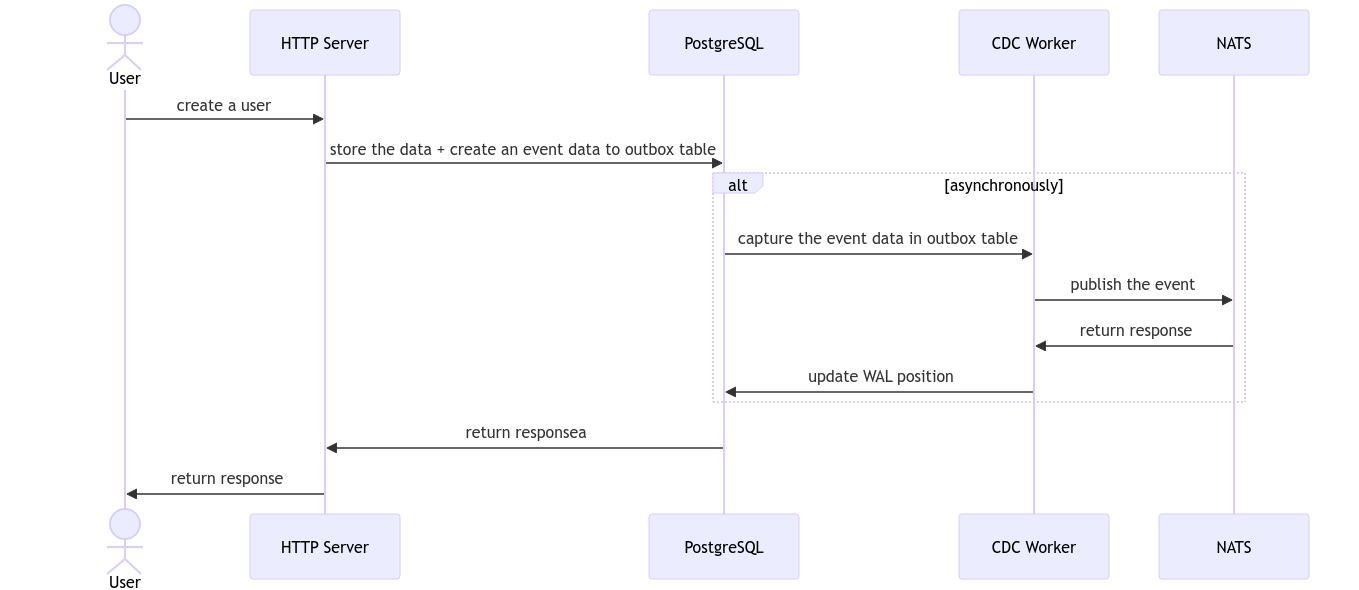 User
HTTP Server
PostgreSQL
CDC Worker
NATS
create a user
store the data + create an event data to outbox table
alt
[asynchronously]
capture the event data in outbox table
publish the event
return response
update WAL position
return responsea
return response
User
HTTP Server
PostgreSQL
CDC Worker
NATS